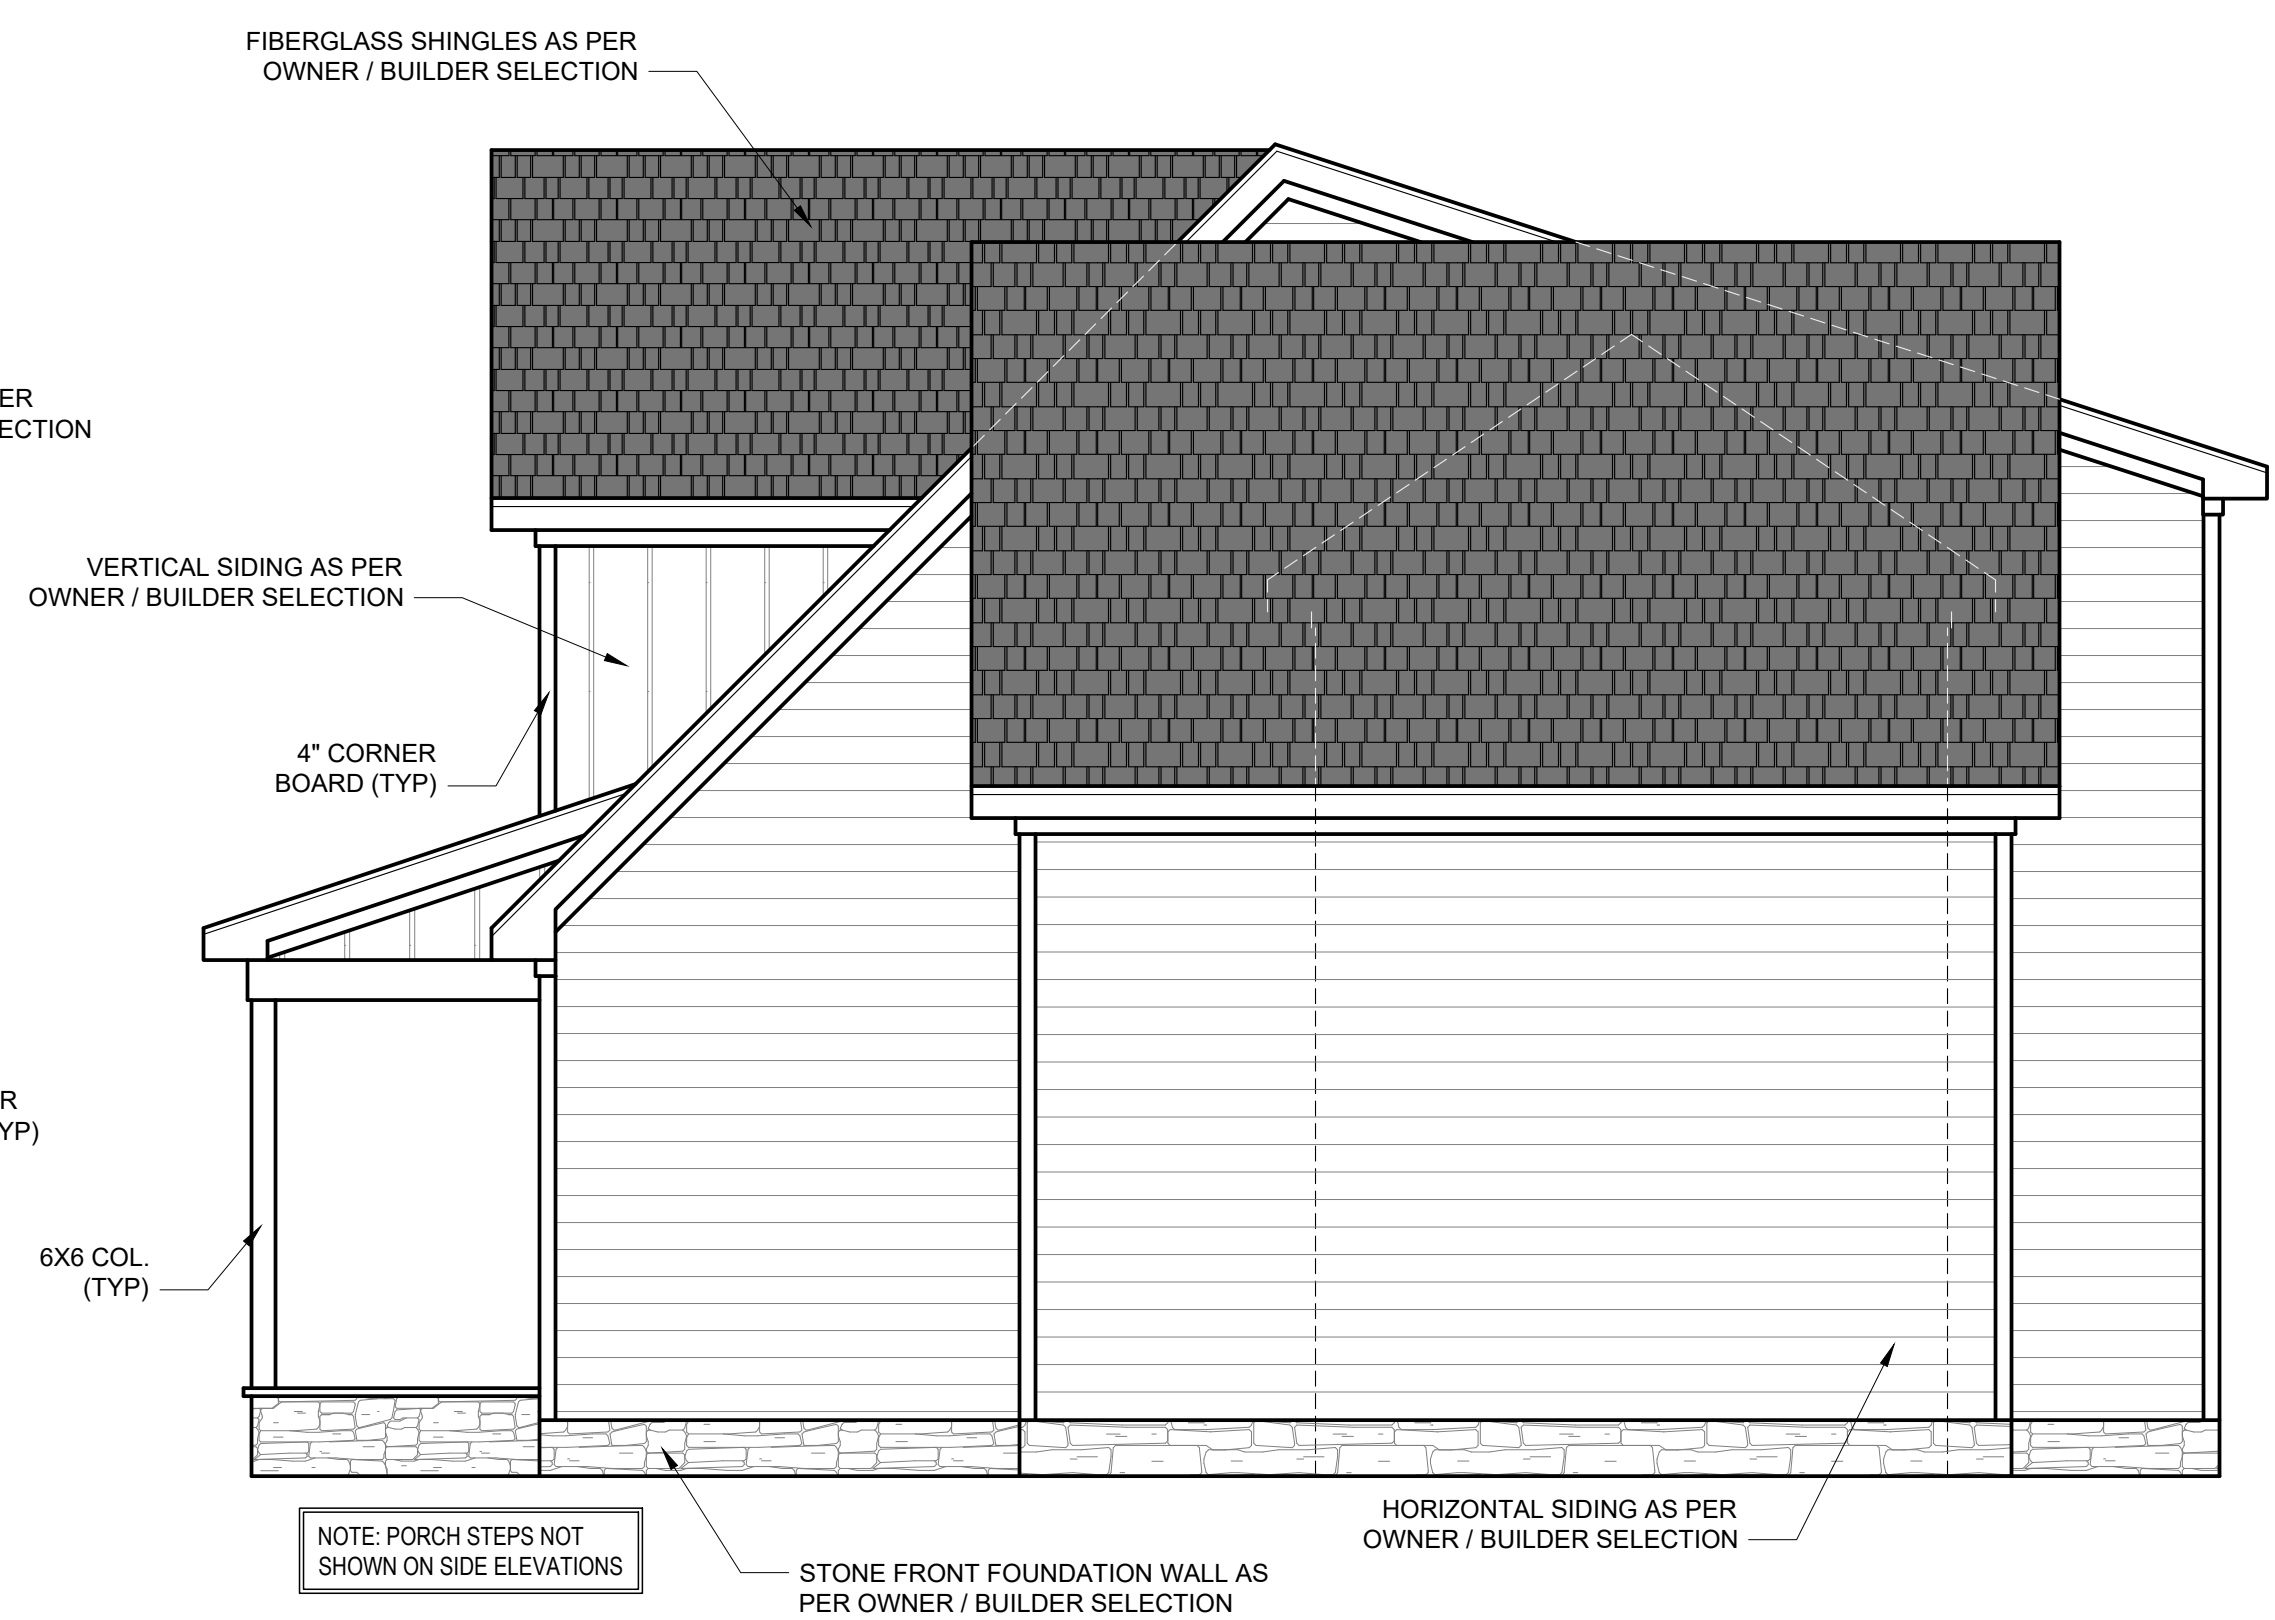 FIBERGLASS SHINGLES AS PER
OWNER / BUILDER SELECTION
ER
ECTION
VERTICAL SIDING AS PER
OWNER / BUILDER SELECTION
4" CORNER
BOARD (TYP)
R
YP)
6X6 COL.
(TYP)
HORIZONTAL SIDING AS PER
OWNER / BUILDER SELECTION
NOTE: PORCH STEPS NOT
SHOWN ON SIDE ELEVATIONS
STONE FRONT FOUNDATION WALL AS
PER OWNER / BUILDER SELECTION